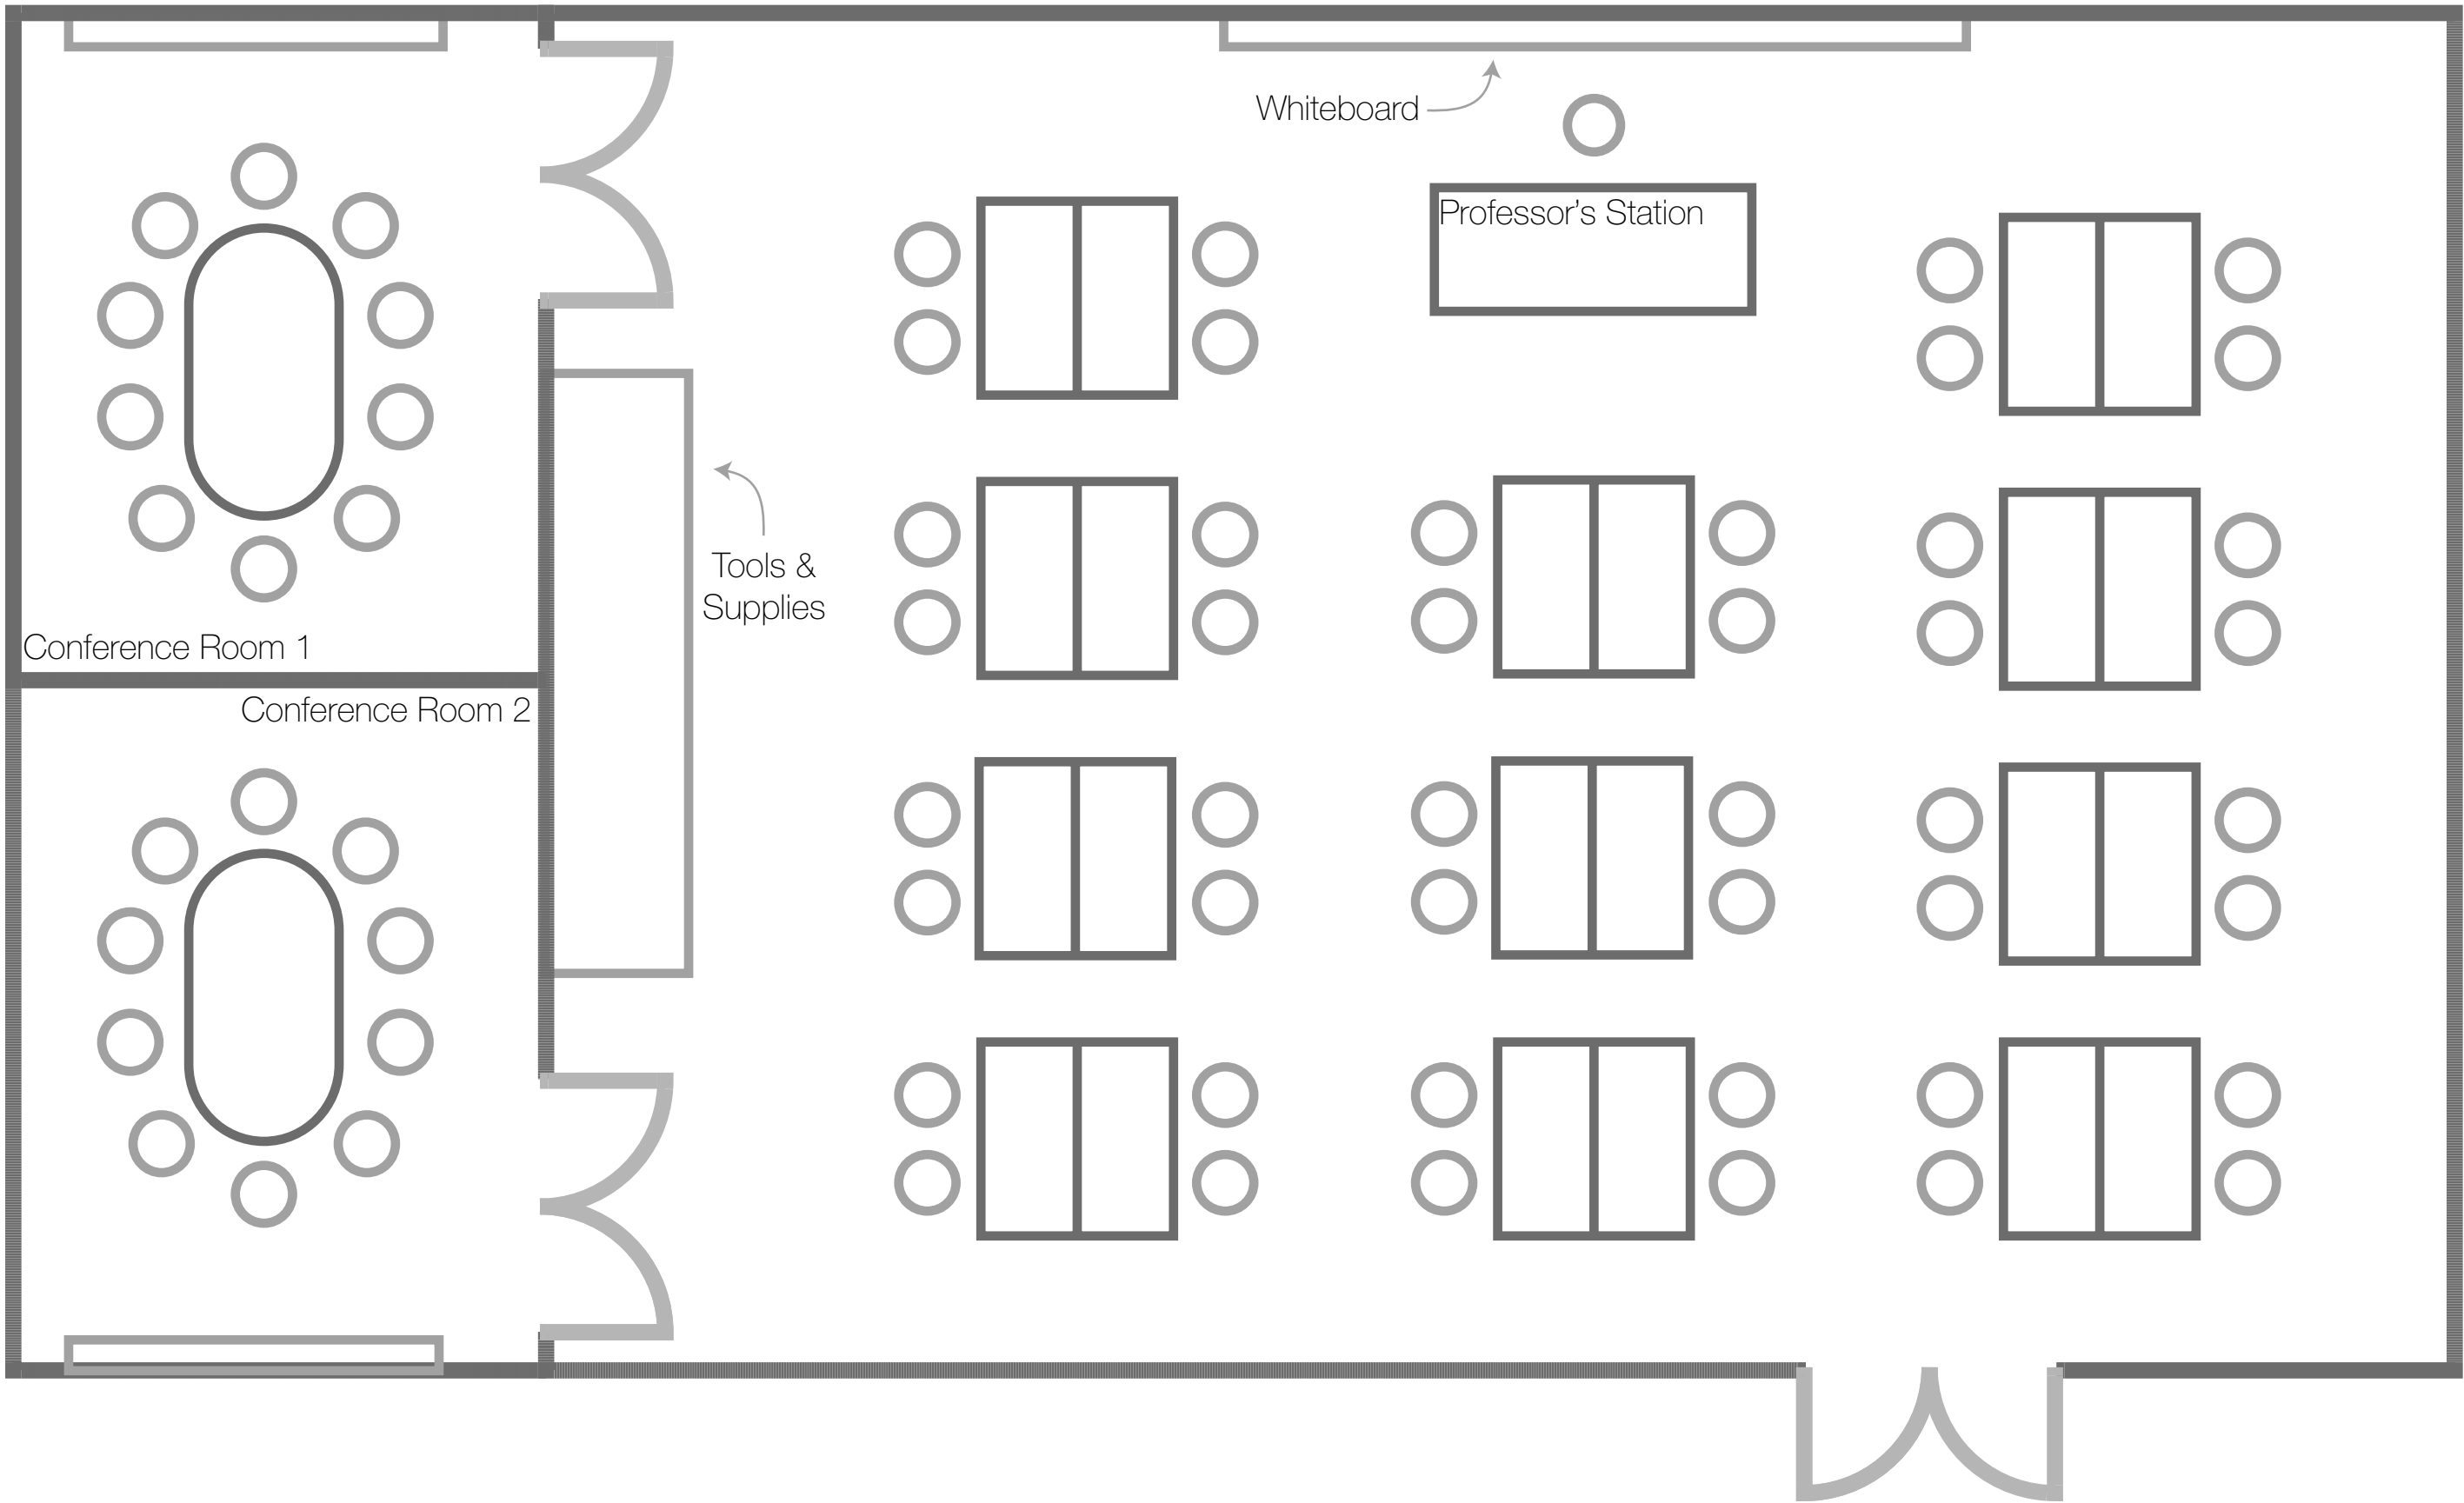 Whiteboard
Professor's Station
Tools &
Supplies
Conference Room 1
Conference Room 2